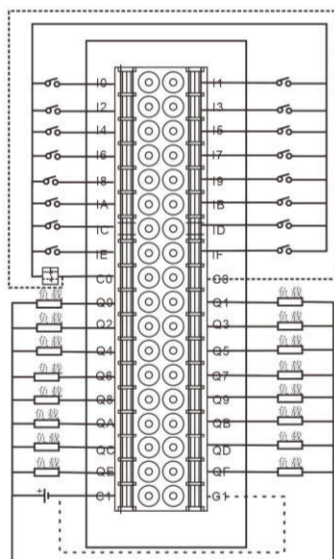 I0 I1
I2 I3
I4 I5
I6 I7
I8 I9
IA IB
IC ID
IE IF
C0 C0
负载 Q0 Q1 负载
负载 Q2 Q3 负载
负载 Q4 Q5 负载
负载 Q6 Q7 负载
负载 Q8 Q9 负载
负载 QA QB 负载
负载 QC QD 负载
负载 QE QF 负载
+ C1 C1